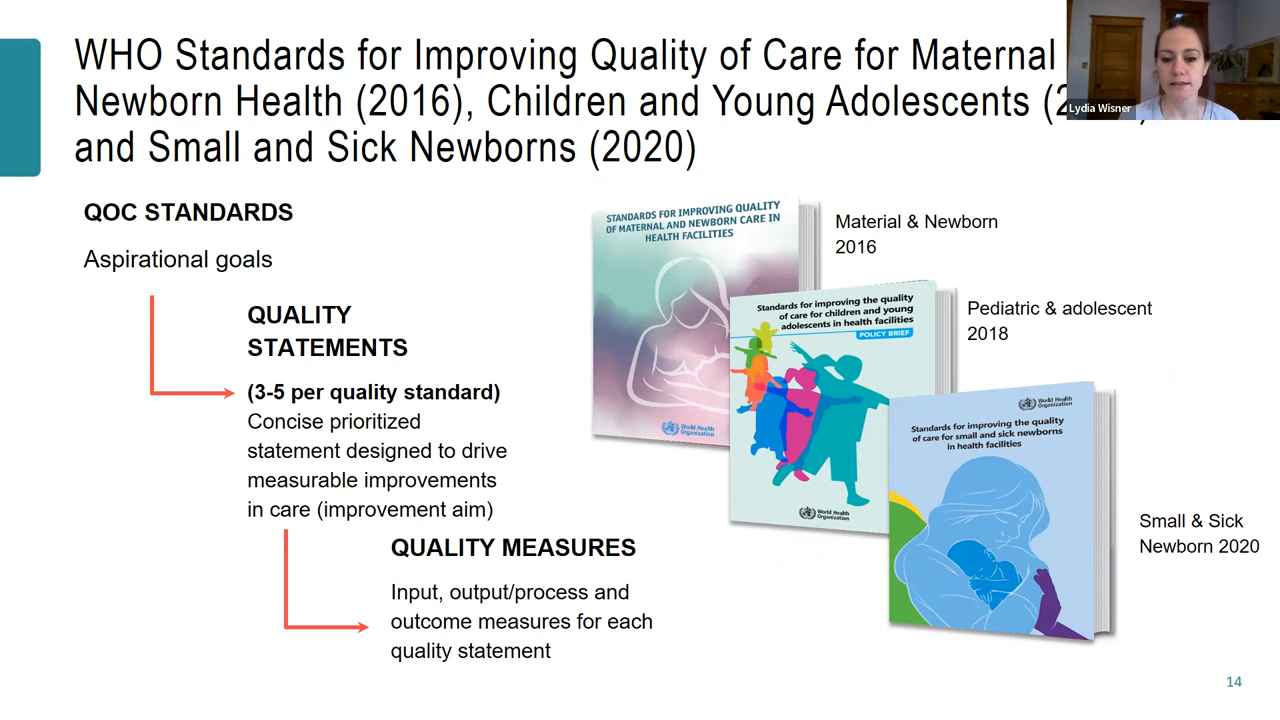 WHO Standards for Improving Quality of Care for Maternal
Newborn Health (2016), Children and Young Adolescents (2
and Small and Sick Newborns (2020)
Lydia Wisner
QOC STANDARDS
Aspirational goals
QUALITY
STATEMENTS
(3-5 per quality standard)
Concise prioritized
statement designed to drive
measurable improvements
in care (improvement aim)
QUALITY MEASURES
Input, output/process and
outcome measures for each
quality statement
STANDARDS FOR IMPROVING QUALITY
OF MATERNAL AND NEWBORN CARE IN
HEALTH FACILITIES
World Health
Organization
Material & Newborn
2016
Standards for improving the quality
of care for children and young
adolescents in health facilities
POLICY BRIEF
World Health
Organization
Pediatric & adolescent
2018
World Health
Organization
Standards for improving the quality
of care for small and sick newborns
in health facilities
Small & Sick
Newborn 2020
14